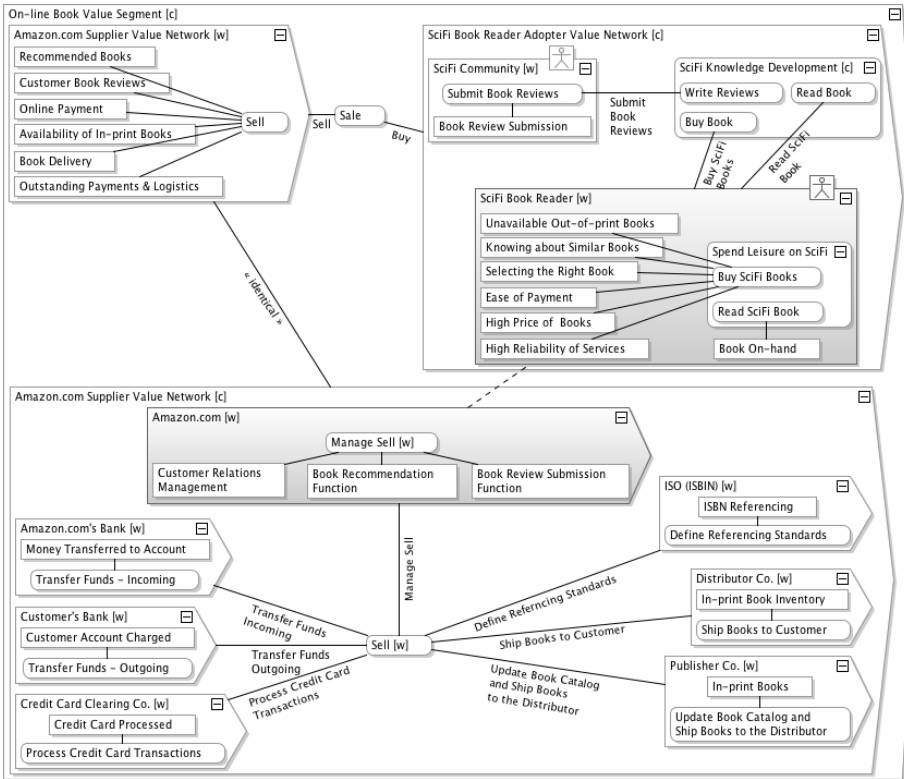 On-line Book Value Segment [c]
Amazon.com Supplier Value Network [w]
Recommended Books
Customer Book Reviews
Online Payment
Availability of In-print Books
Book Delivery
Outstanding Payments & Logistics
Sell
Sell
Sale
Buy
SciFi Book Reader Adopter Value Network [c]
SciFi Community [w]
Submit Book Reviews
Book Review Submission
Submit
Book
Reviews
SciFi Knowledge Development [c]
Write Reviews
Read Book
Buy Book
Buy SciFi
Books
Read SciFi
Book
SciFi Book Reader [w]
Unavailable Out-of-print Books
Knowing about Similar Books
Selecting the Right Book
Ease of Payment
High Price of Books
High Reliability of Services
Spend Leisure on SciFi
Buy SciFi Books
Read SciFi Book
Book On-hand
« identical »
Amazon.com Supplier Value Network [c]
Amazon.com [w]
Manage Sell [w]
Customer Relations
Management
Book Recommendation
Function
Book Review Submission
Function
Manage Sell
Amazon.com's Bank [w]
Money Transferred to Account
Transfer Funds - Incoming
Customer's Bank [w]
Customer Account Charged
Transfer Funds - Outgoing
Credit Card Clearing Co. [w]
Credit Card Processed
Process Credit Card Transactions
Transfer Funds
Incoming
Transfer Funds
Outgoing
Process Credit Card
Transactions
Sell [w]
Define Referncing Standards
Ship Books to Customer
Update Book Catalog
and Ship Books
to the Distributor
ISO (ISBIN) [w]
ISBN Referencing
Define Referencing Standards
Distributor Co. [w]
In-print Book Inventory
Ship Books to Customer
Publisher Co. [w]
In-print Books
Update Book Catalog and
Ship Books to the Distributor